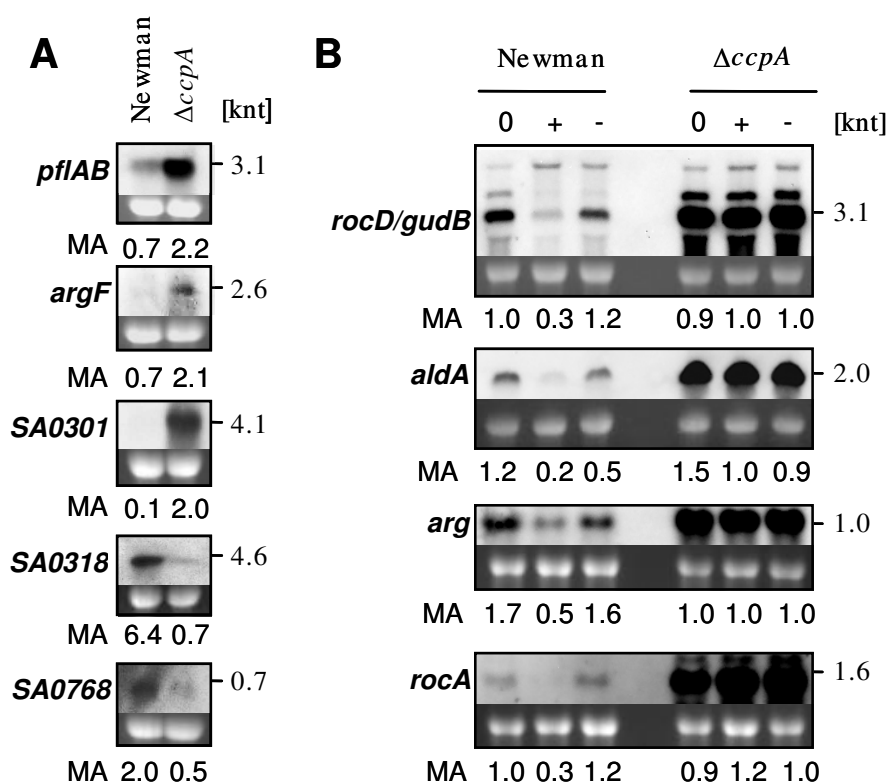 A
Newman
ΔccpA
[knt]
pflAB
3.1
MA 0.7 2.2
argF
2.6
MA 0.7 2.1
SA0301
4.1
MA 0.1 2.0
SA0318
4.6
MA 6.4 0.7
SA0768
0.7
MA 2.0 0.5
B
Newman ΔccpA
0 + - 0 + - [knt]
rocD/gudB
3.1
MA 1.0 0.3 1.2 0.9 1.0 1.0
aldA
2.0
MA 1.2 0.2 0.5 1.5 1.0 0.9
arg
1.0
MA 1.7 0.5 1.6 1.0 1.0 1.0
rocA
1.6
MA 1.0 0.3 1.2 0.9 1.2 1.0